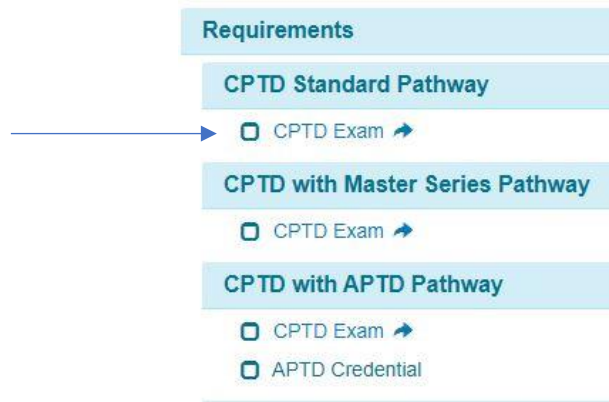 Requirements
CPTD Standard Pathway
CPTD Exam
CPTD with Master Series Pathway
CPTD Exam
CPTD with APTD Pathway
CPTD Exam
APTD Credential